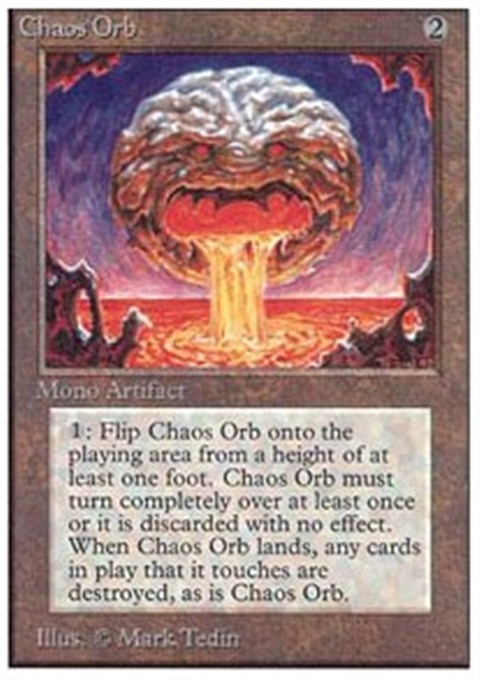 Chaos Orb 2
Mono Artifact
1: Flip Chaos Orb onto the
playing area from a height of at
least one foot. Chaos Orb must
turn completely over at least once
or it is discarded with no effect.
When Chaos Orb lands, any cards
in play that it touches are
destroyed, as is Chaos Orb.
Illus. © Mark Tedin